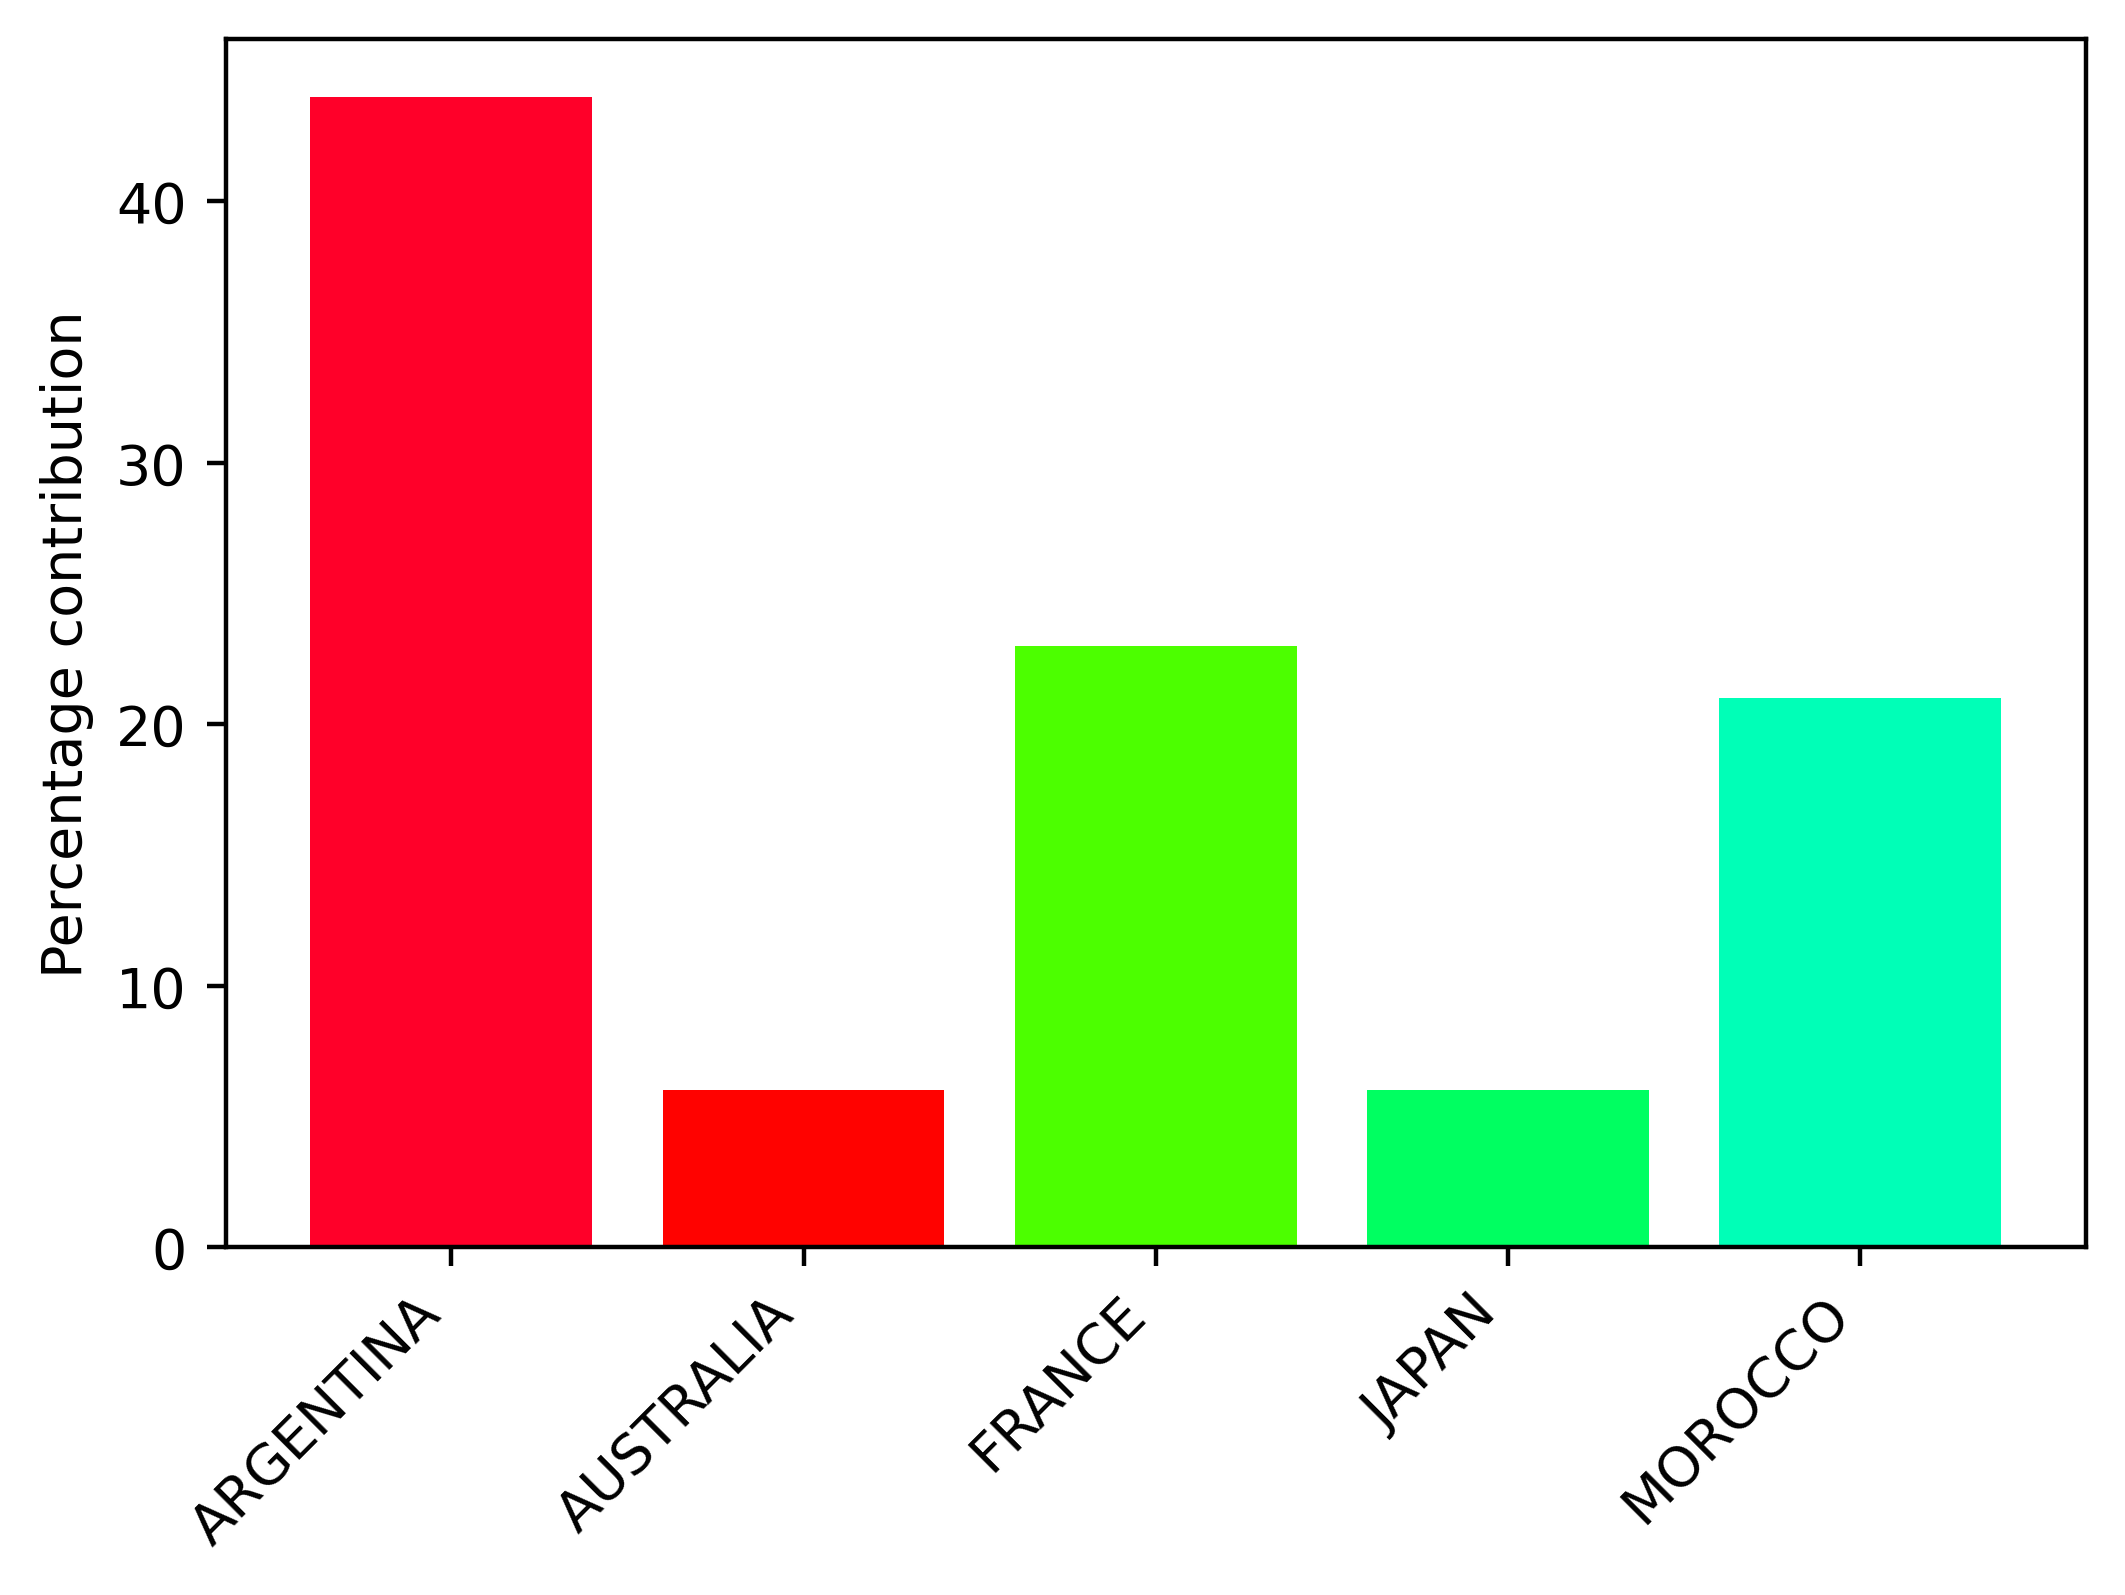 Percentage contribution
40
30
20
10
0
ARGENTINA
AUSTRALIA
FRANCE
JAPAN
MOROCCO